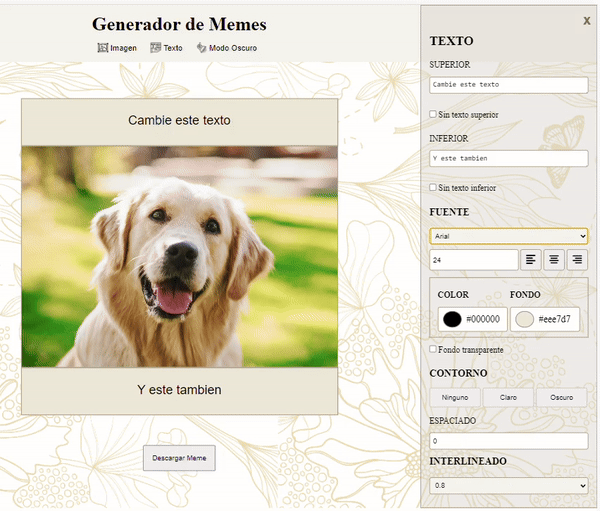 Generador de Memes
Imagen Texto Modo Oscuro
Cambie este texto
Y este tambien
Descargar Meme
X
TEXTO
SUPERIOR
Cambie este texto
Sin texto superior
INFERIOR
Y este tambien
Sin texto inferior
FUENTE
Arial
24
COLOR FONDO
#000000 #eee7d7
Fondo transparente
CONTORNO
Ninguno Claro Oscuro
ESPACIADO
0
INTERLINEADO
0.8